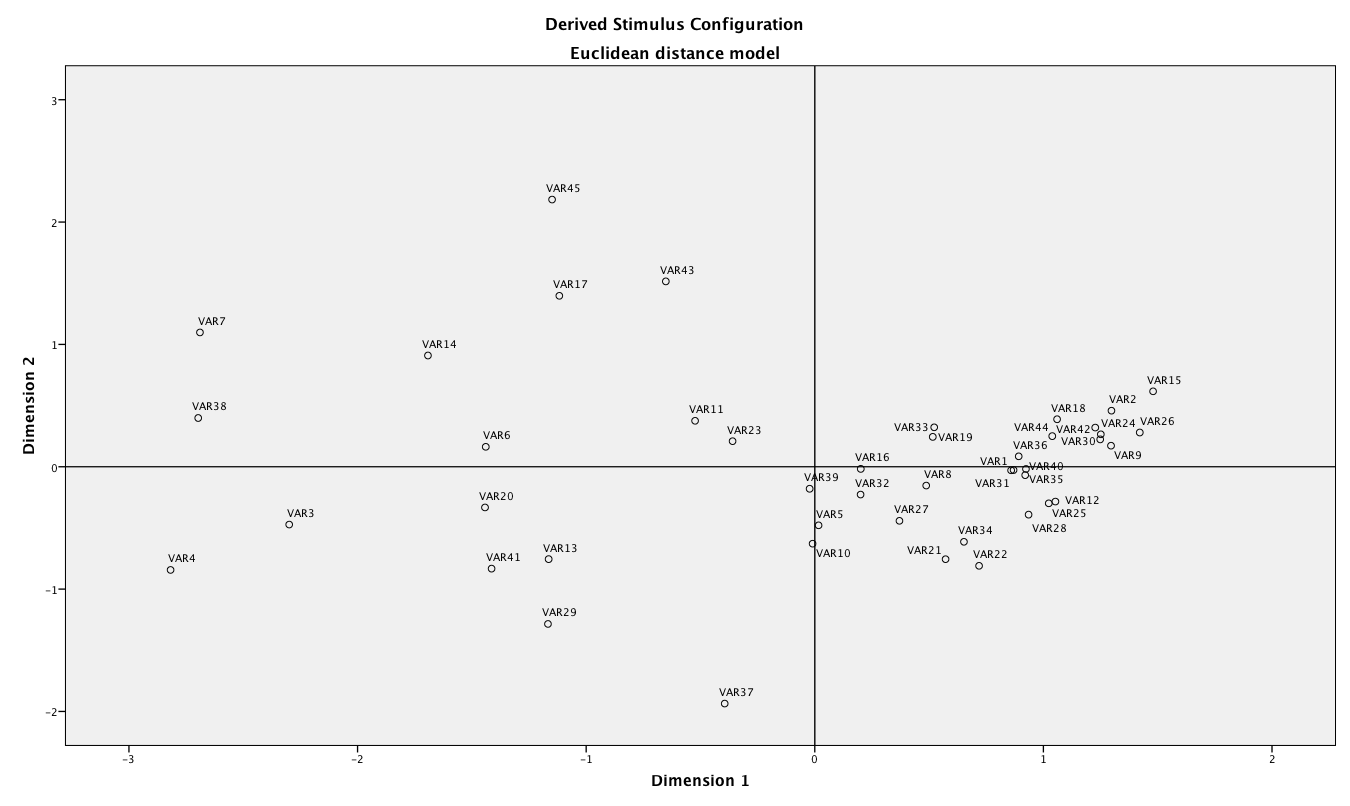 Derived Stimulus Configuration
Euclidean distance model
3
VAR45
2
VAR43
VAR17
VAR7
1
VAR14
VAR15
VAR38
VAR11
VAR18
VAR2
VAR6
VAR23
VAR33
VAR19
VAR44
VAR42
VAR24
VAR26
VAR30
VAR36
VAR9
Dimension 2
0
VAR16
VAR1
VAR40
VAR39
VAR32
VAR8
VAR31
VAR35
VAR20
VAR12
VAR3
VAR5
VAR27
VAR25
VAR28
VAR4
VAR41
VAR13
VAR10
VAR21
VAR34
VAR22
-1
VAR29
VAR37
-2
-3 -2 -1 0 1 2
Dimension 1